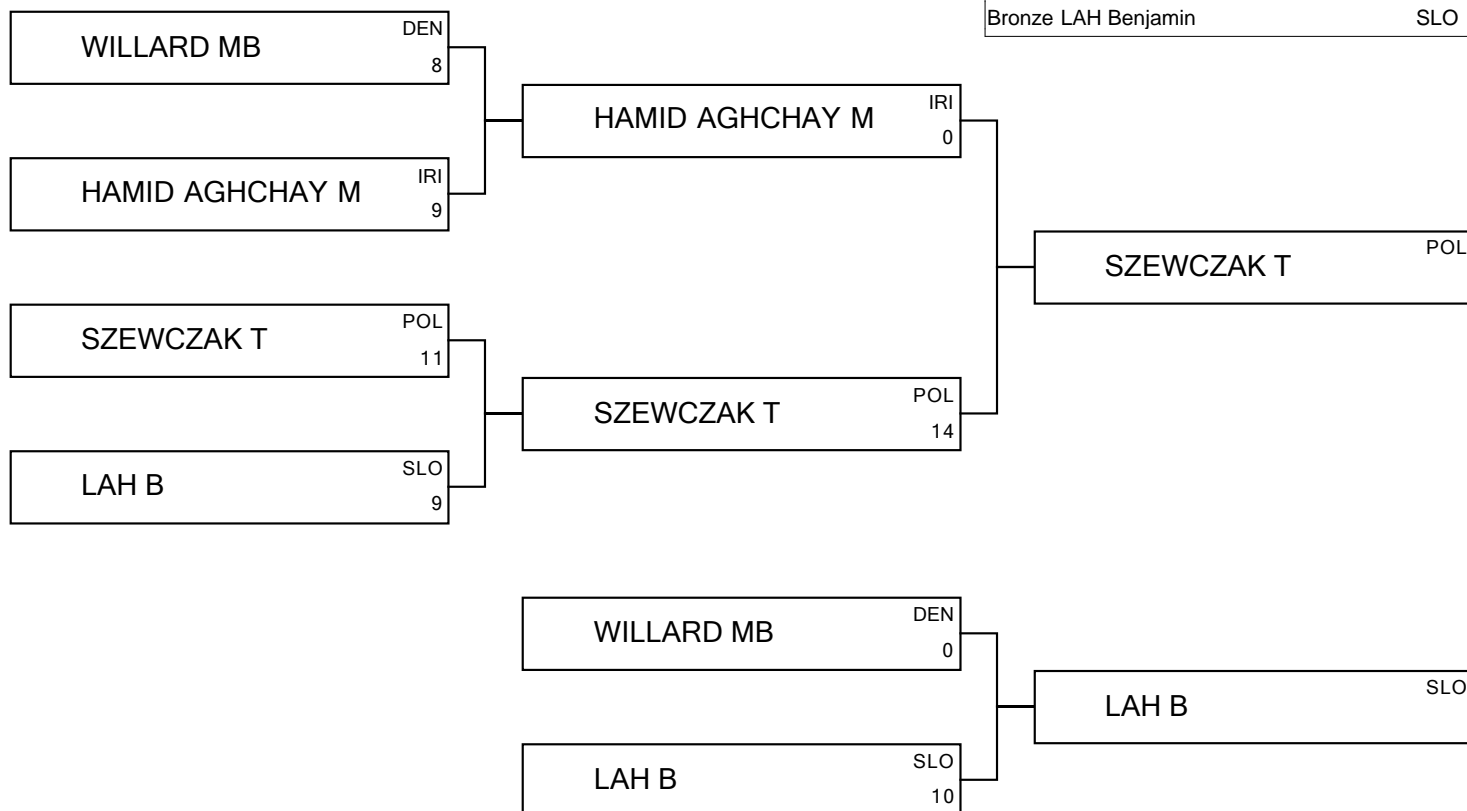 Bronze LAH Benjamin SLO
WILLARD MB DEN
8
HAMID AGHCHAY M IRI
9
SZEWCZAK T POL
11
LAH B SLO
9
HAMID AGHCHAY M IRI
0
SZEWCZAK T POL
14
SZEWCZAK T POL
WILLARD MB DEN
0
LAH B SLO
10
LAH B SLO